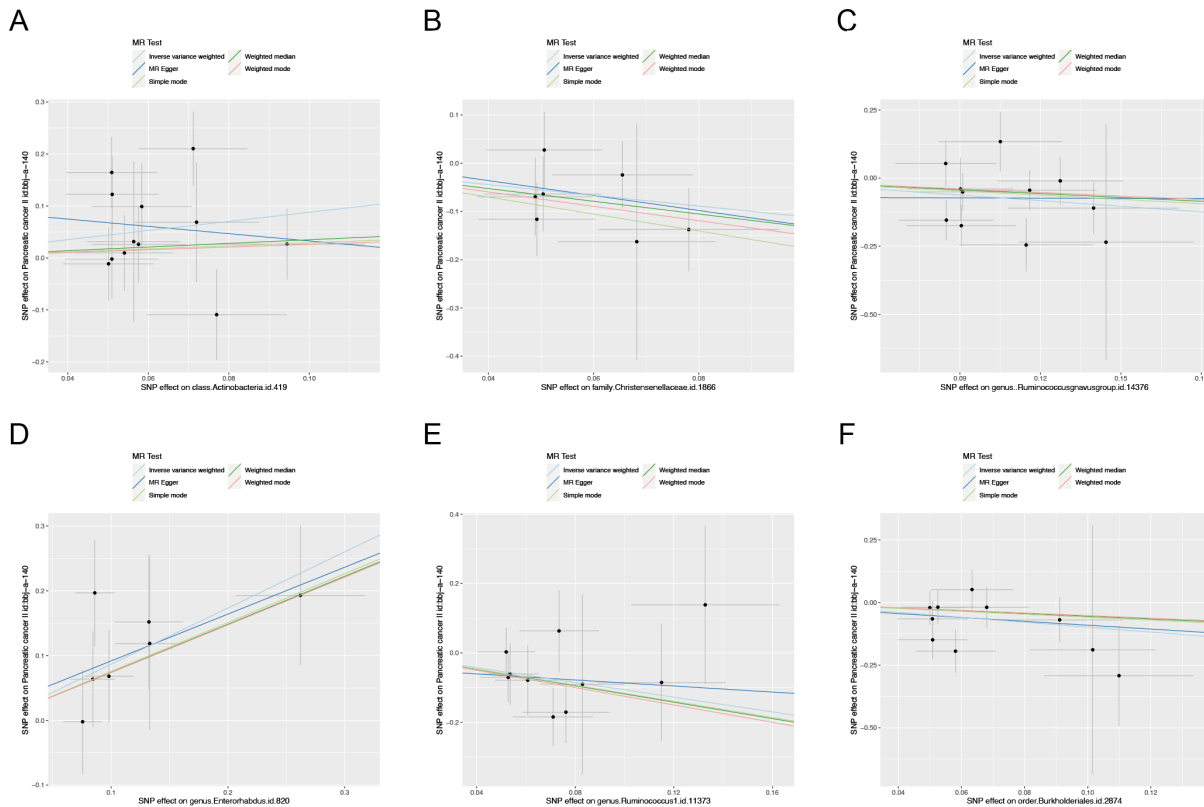 A
MR Test
Inverse variance weighted
Weighted median
MR Egger
Weighted mode
Simple mode
SNP effect on Pancreatic cancer II id:bbj-a-140
0.3
0.2
0.1
0.0
-0.1
-0.2
0.04
0.06
0.08
0.10
SNP effect on class.Actinobacteria.id.419
B
MR Test
Inverse variance weighted
Weighted median
MR Egger
Weighted mode
Simple mode
SNP effect on Pancreatic cancer II id:bbj-a-140
0.1
0.0
-0.1
-0.2
-0.3
-0.4
0.04
0.06
0.08
SNP effect on family.Christensenellaceae.id.1866
C
MR Test
Inverse variance weighted
Weighted median
MR Egger
Weighted mode
Simple mode
SNP effect on Pancreatic cancer II id:bbj-a-140
0.25
0.00
-0.25
-0.50
0.09
0.12
0.15
SNP effect on genus..Ruminococcusgnavusgroup.id.14376
D
MR Test
Inverse variance weighted
Weighted median
MR Egger
Weighted mode
Simple mode
SNP effect on Pancreatic cancer II id:bbj-a-140
0.3
0.2
0.1
0.0
-0.1
0.1
0.2
0.3
SNP effect on genus.Enterorhabdus.id.820
E
MR Test
Inverse variance weighted
Weighted median
MR Egger
Weighted mode
Simple mode
SNP effect on Pancreatic cancer II id:bbj-a-140
0.4
0.2
0.0
-0.2
0.04
0.08
0.12
0.16
SNP effect on genus.Ruminococcus1.id.11373
F
MR Test
Inverse variance weighted
Weighted median
MR Egger
Weighted mode
Simple mode
SNP effect on Pancreatic cancer II id:bbj-a-140
0.25
0.00
-0.25
-0.50
0.04
0.06
0.08
0.10
0.12
SNP effect on order.Burkholderiales.id.2874